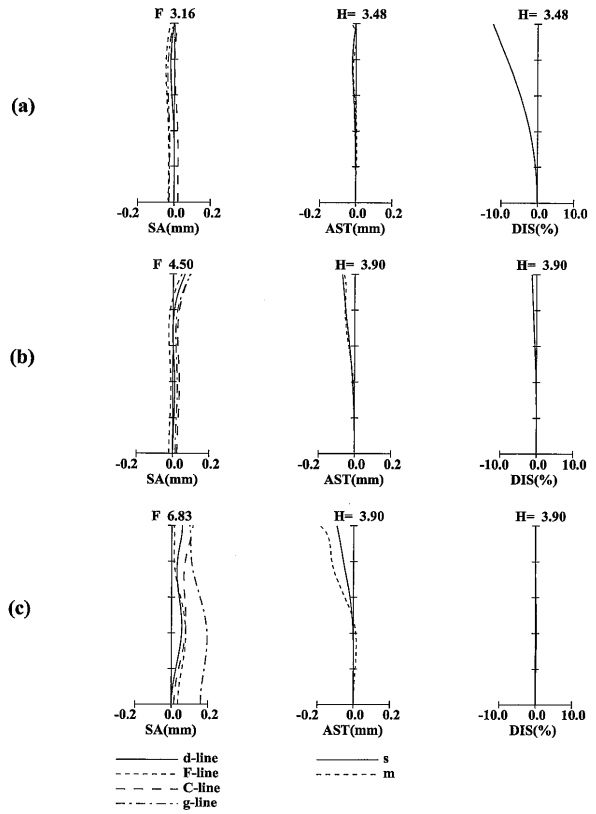 F 3.16
H= 3.48
H= 3.48
(a)
-0.2 0.0 0.2
SA(mm)
-0.2 0.0 0.2
AST(mm)
-10.0 0.0 10.0
DIS(%)
F 4.50
H= 3.90
H= 3.90
(b)
-0.2 0.0 0.2
SA(mm)
-0.2 0.0 0.2
AST(mm)
-10.0 0.0 10.0
DIS(%)
F 6.83
H= 3.90
H= 3.90
(c)
-0.2 0.0 0.2
SA(mm)
-0.2 0.0 0.2
AST(mm)
-10.0 0.0 10.0
DIS(%)
d-line
F-line
C-line
g-line
s
m